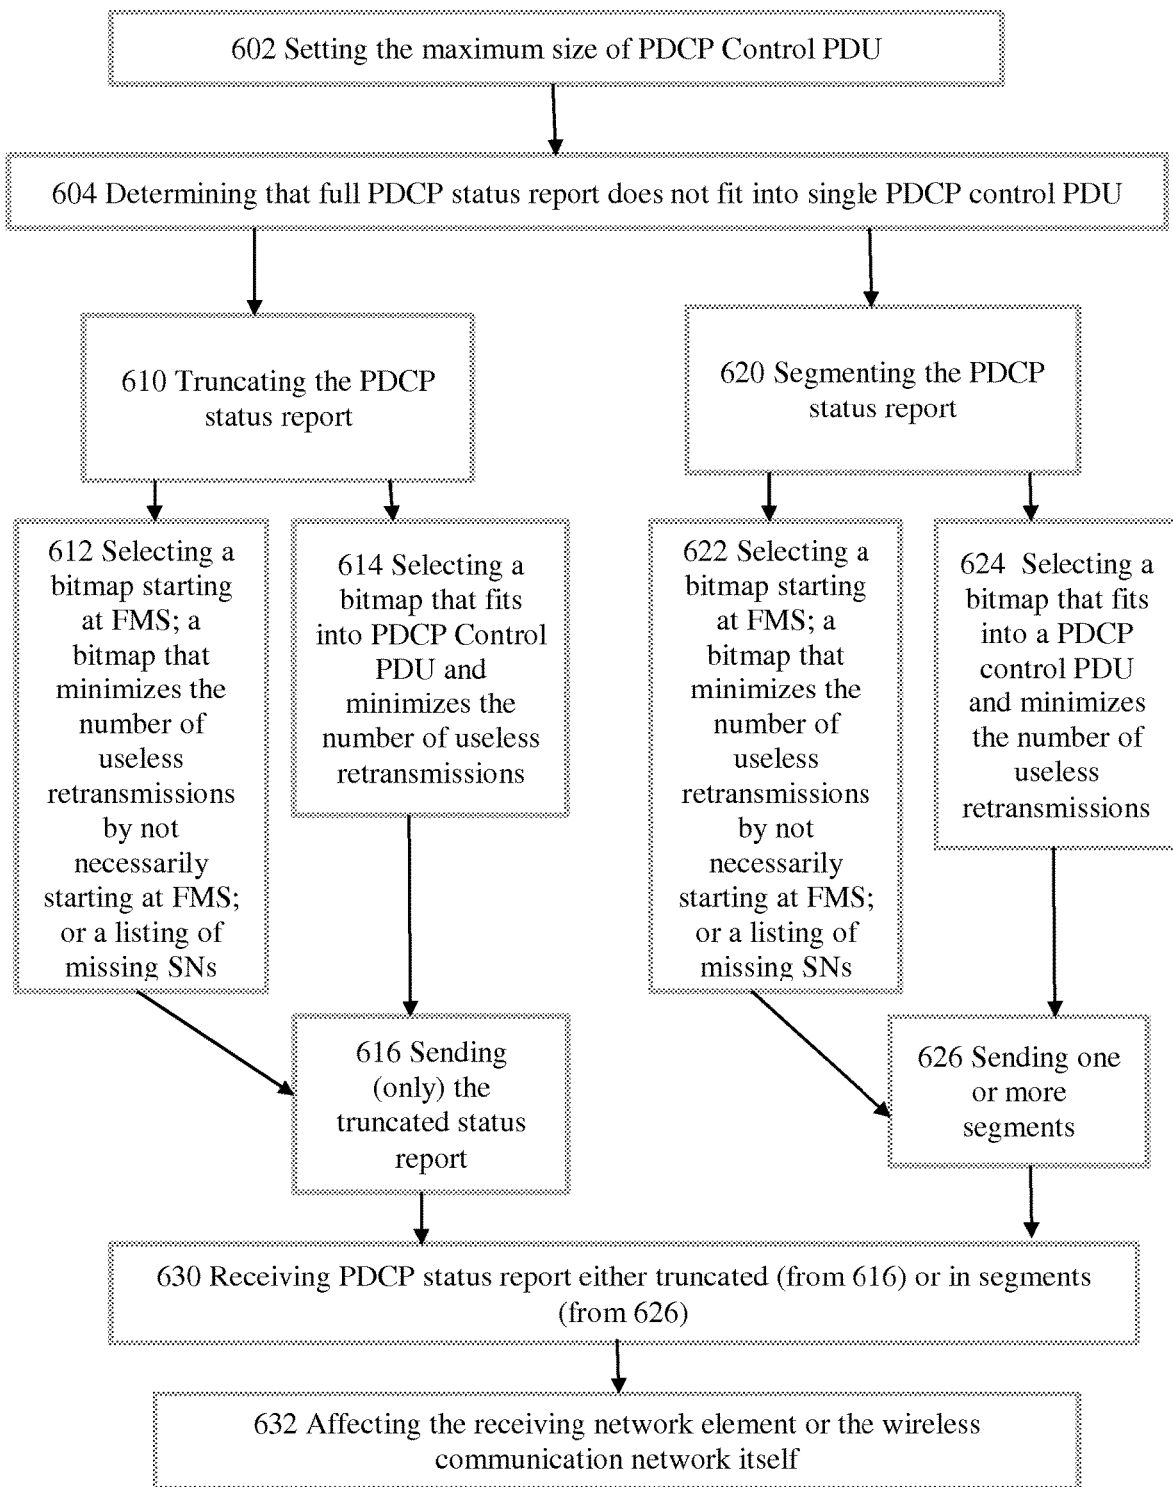 602 Setting the maximum size of PDCP Control PDU
604 Determining that full PDCP status report does not fit into single PDCP control PDU
610 Truncating the PDCP
status report
620 Segmenting the PDCP
status report
612 Selecting a
bitmap starting
at FMS; a
bitmap that
minimizes the
number of
useless
retransmissions
by not
necessarily
starting at FMS;
or a listing of
missing SNs
614 Selecting a
bitmap that fits
into PDCP Control
PDU and
minimizes the
number of useless
retransmissions
622 Selecting a
bitmap starting
at FMS; a
bitmap that
minimizes the
number of
useless
retransmissions
by not
necessarily
starting at FMS;
or a listing of
missing SNs
624 Selecting a
bitmap that fits
into a PDCP
control PDU
and minimizes
the number of
useless
retransmissions
616 Sending
(only) the
truncated status
report
626 Sending one
or more
segments
630 Receiving PDCP status report either truncated (from 616) or in segments
(from 626)
632 Affecting the receiving network element or the wireless
communication network itself